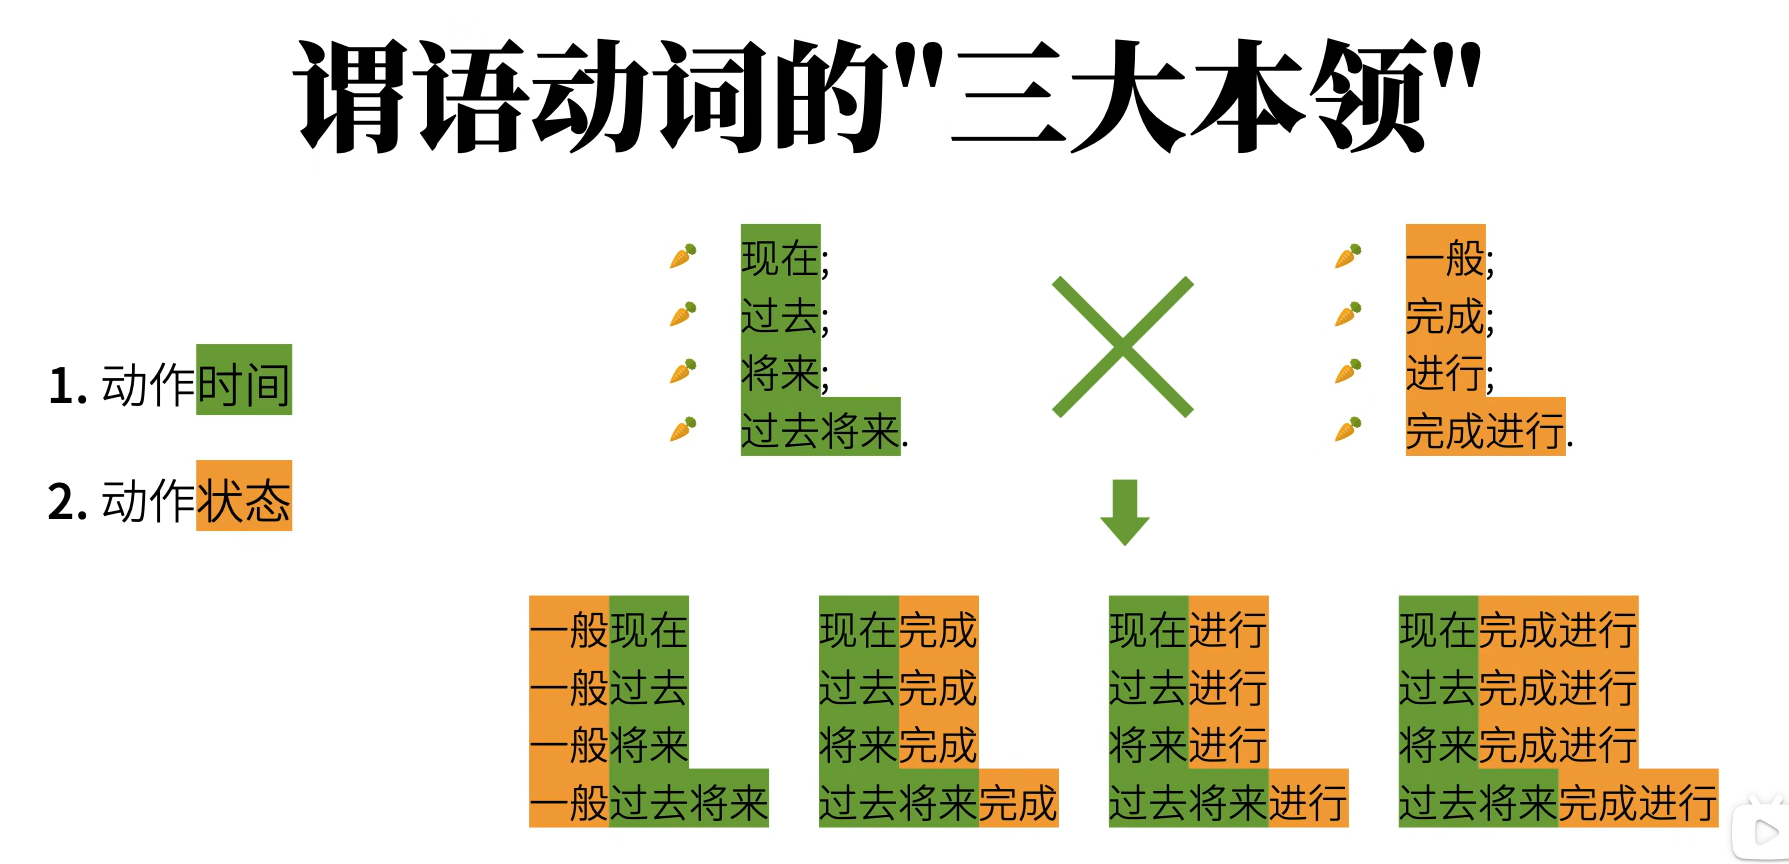 谓语动词的"三大本领"
1. 动作时间
2. 动作状态
现在;
过去;
将来;
过去将来.
一般;
完成;
进行;
完成进行.
一般现在
一般过去
一般将来
一般过去将来
现在完成
过去完成
将来完成
过去将来完成
现在进行
过去进行
将来进行
过去将来进行
现在完成进行
过去完成进行
将来完成进行
过去将来完成进行